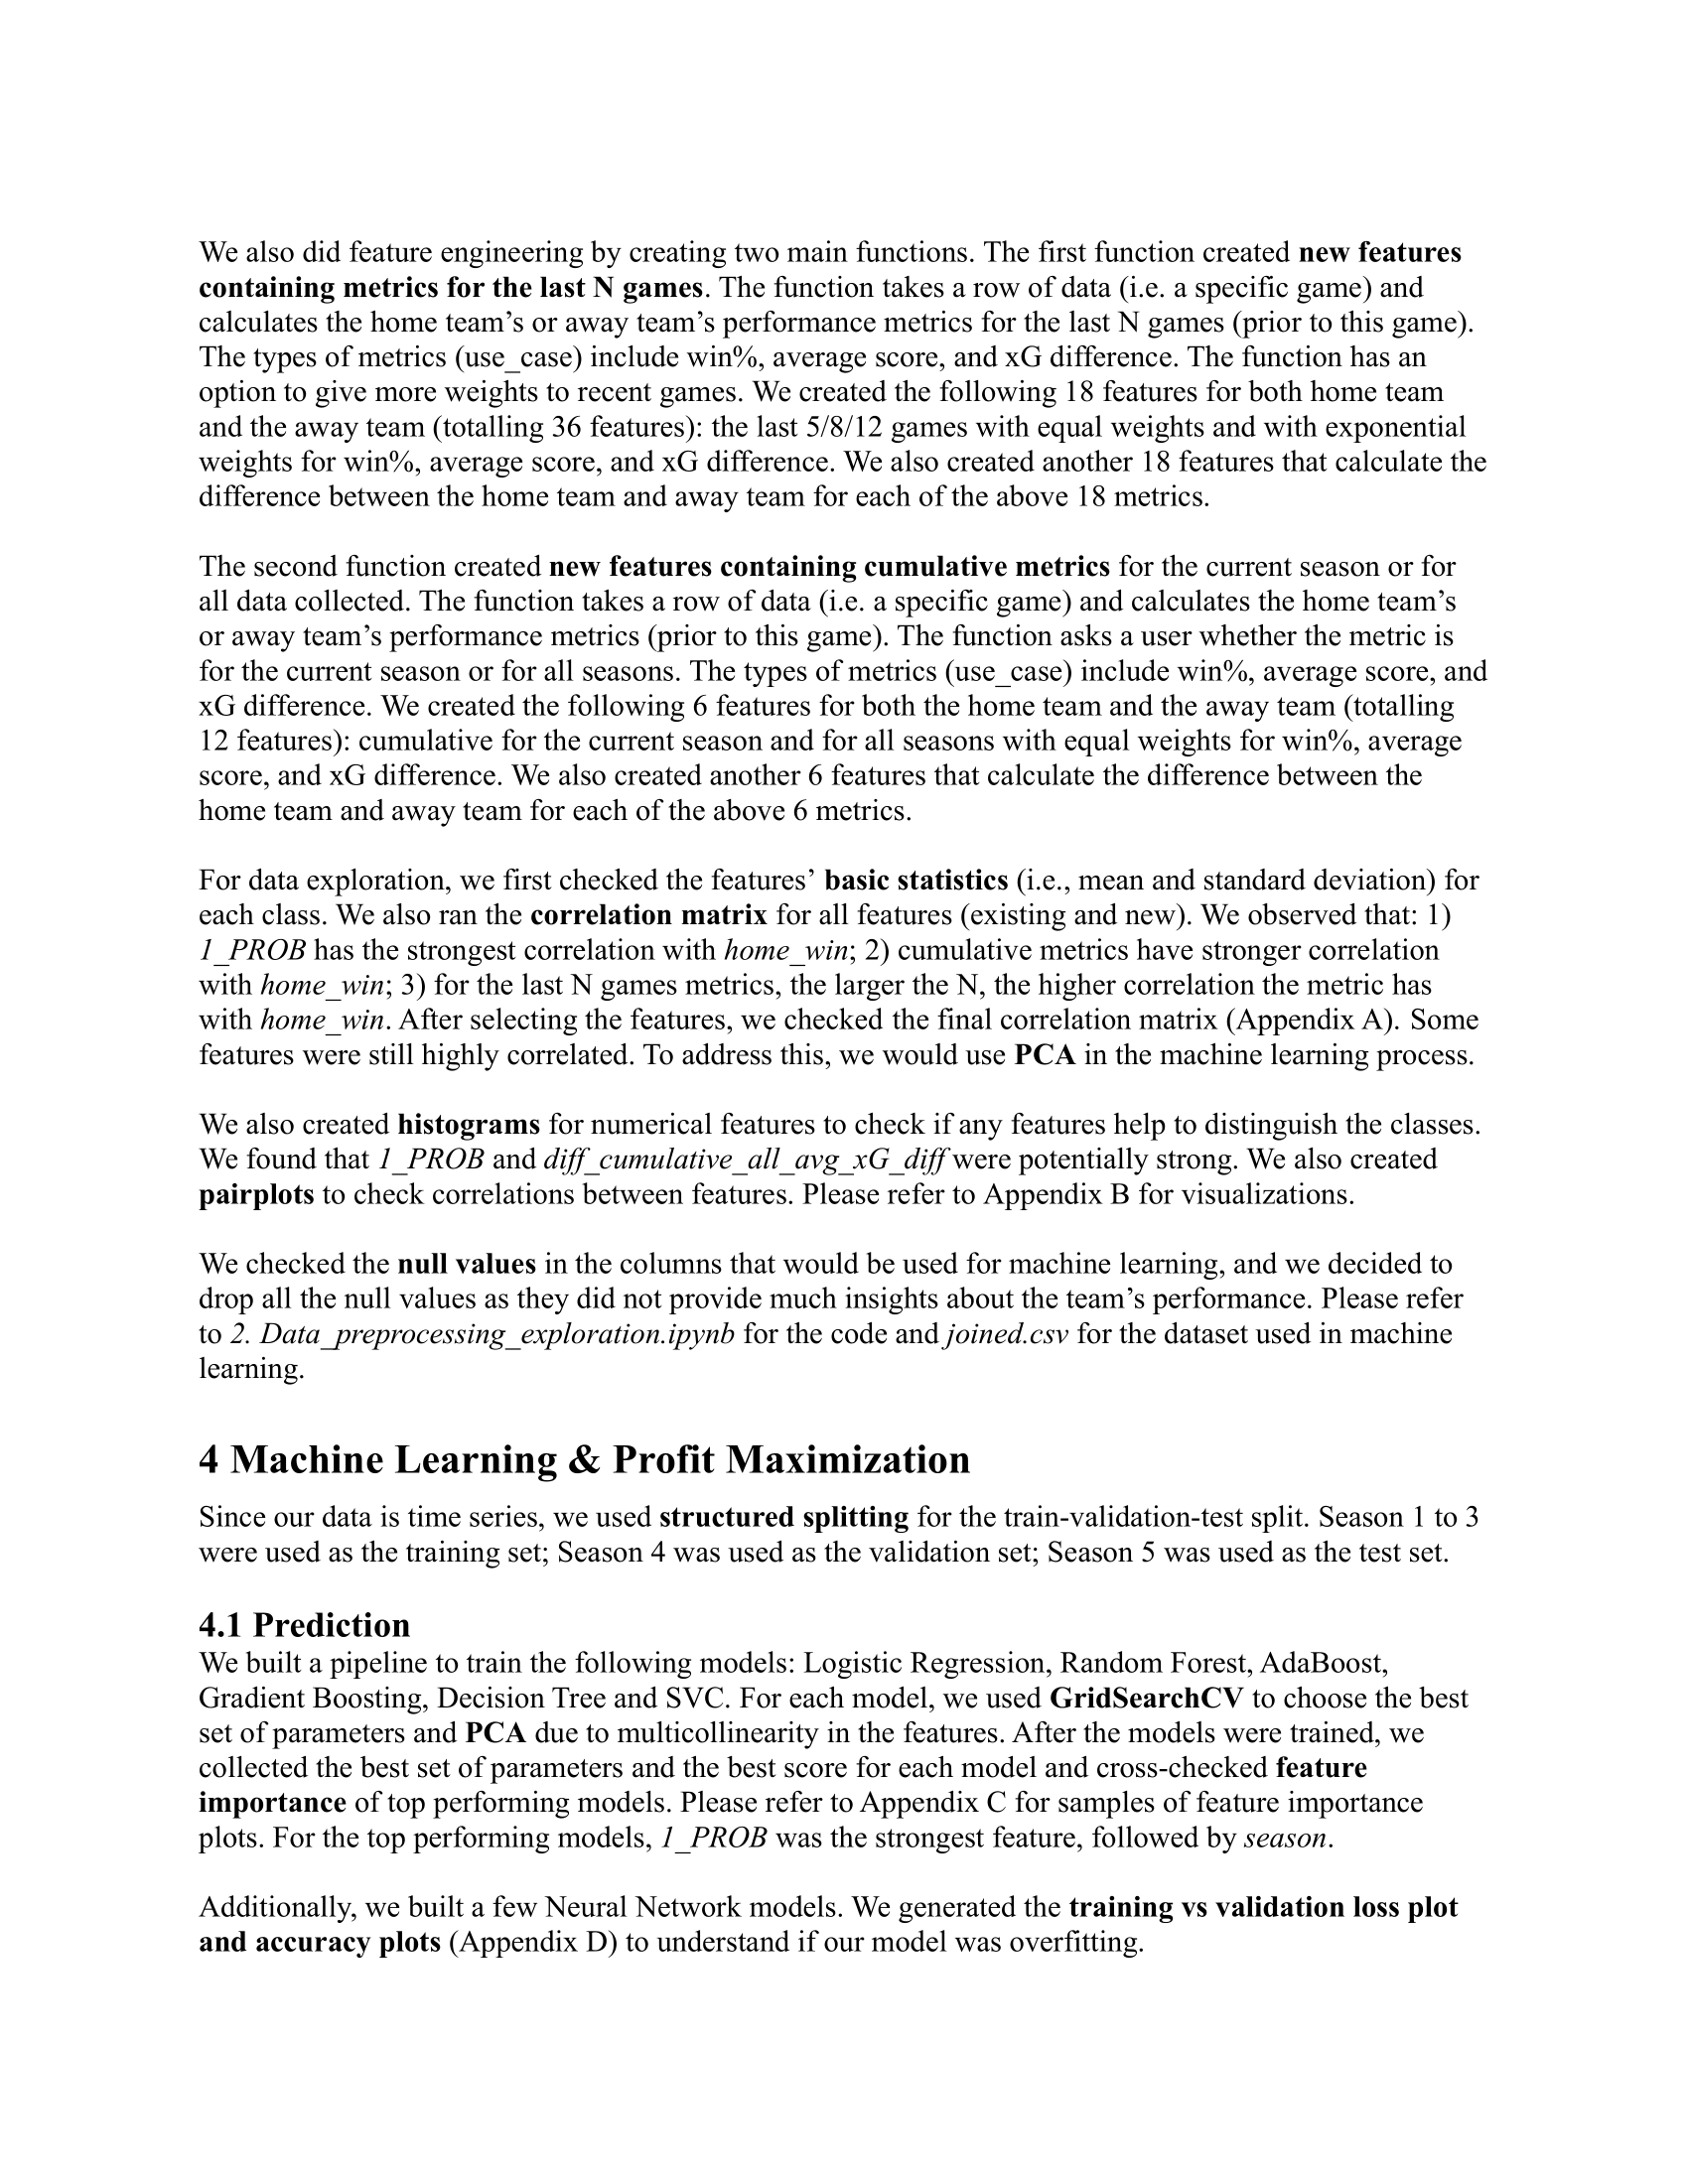 We also did feature engineering by creating two main functions. The first function created new features
containing metrics for the last N games. The function takes a row of data (i.e. a specific game) and
calculates the home team’s or away team’s performance metrics for the last N games (prior to this game).
The types of metrics (use_case) include win%, average score, and xG difference. The function has an
option to give more weights to recent games. We created the following 18 features for both home team
and the away team (totalling 36 features): the last 5/8/12 games with equal weights and with exponential
weights for win%, average score, and xG difference. We also created another 18 features that calculate the
difference between the home team and away team for each of the above 18 metrics.
The second function created new features containing cumulative metrics for the current season or for
all data collected. The function takes a row of data (i.e. a specific game) and calculates the home team’s
or away team’s performance metrics (prior to this game). The function asks a user whether the metric is
for the current season or for all seasons. The types of metrics (use_case) include win%, average score, and
xG difference. We created the following 6 features for both the home team and the away team (totalling
12 features): cumulative for the current season and for all seasons with equal weights for win%, average
score, and xG difference. We also created another 6 features that calculate the difference between the
home team and away team for each of the above 6 metrics.
For data exploration, we first checked the features’ basic statistics (i.e., mean and standard deviation) for
each class. We also ran the correlation matrix for all features (existing and new). We observed that: 1)
1_PROB has the strongest correlation with home_win; 2) cumulative metrics have stronger correlation
with home_win; 3) for the last N games metrics, the larger the N, the higher correlation the metric has
with home_win. After selecting the features, we checked the final correlation matrix (Appendix A). Some
features were still highly correlated. To address this, we would use PCA in the machine learning process.
We also created histograms for numerical features to check if any features help to distinguish the classes.
We found that 1_PROB and diff_cumulative_all_avg_xG_diff were potentially strong. We also created
pairplots to check correlations between features. Please refer to Appendix B for visualizations.
We checked the null values in the columns that would be used for machine learning, and we decided to
drop all the null values as they did not provide much insights about the team’s performance. Please refer
to 2. Data_preprocessing_exploration.ipynb for the code and joined.csv for the dataset used in machine
learning.
4 Machine Learning & Profit Maximization
Since our data is time series, we used structured splitting for the train-validation-test split. Season 1 to 3
were used as the training set; Season 4 was used as the validation set; Season 5 was used as the test set.
4.1 Prediction
We built a pipeline to train the following models: Logistic Regression, Random Forest, AdaBoost,
Gradient Boosting, Decision Tree and SVC. For each model, we used GridSearchCV to choose the best
set of parameters and PCA due to multicollinearity in the features. After the models were trained, we
collected the best set of parameters and the best score for each model and cross-checked feature
importance of top performing models. Please refer to Appendix C for samples of feature importance
plots. For the top performing models, 1_PROB was the strongest feature, followed by season.
Additionally, we built a few Neural Network models. We generated the training vs validation loss plot
and accuracy plots (Appendix D) to understand if our model was overfitting.